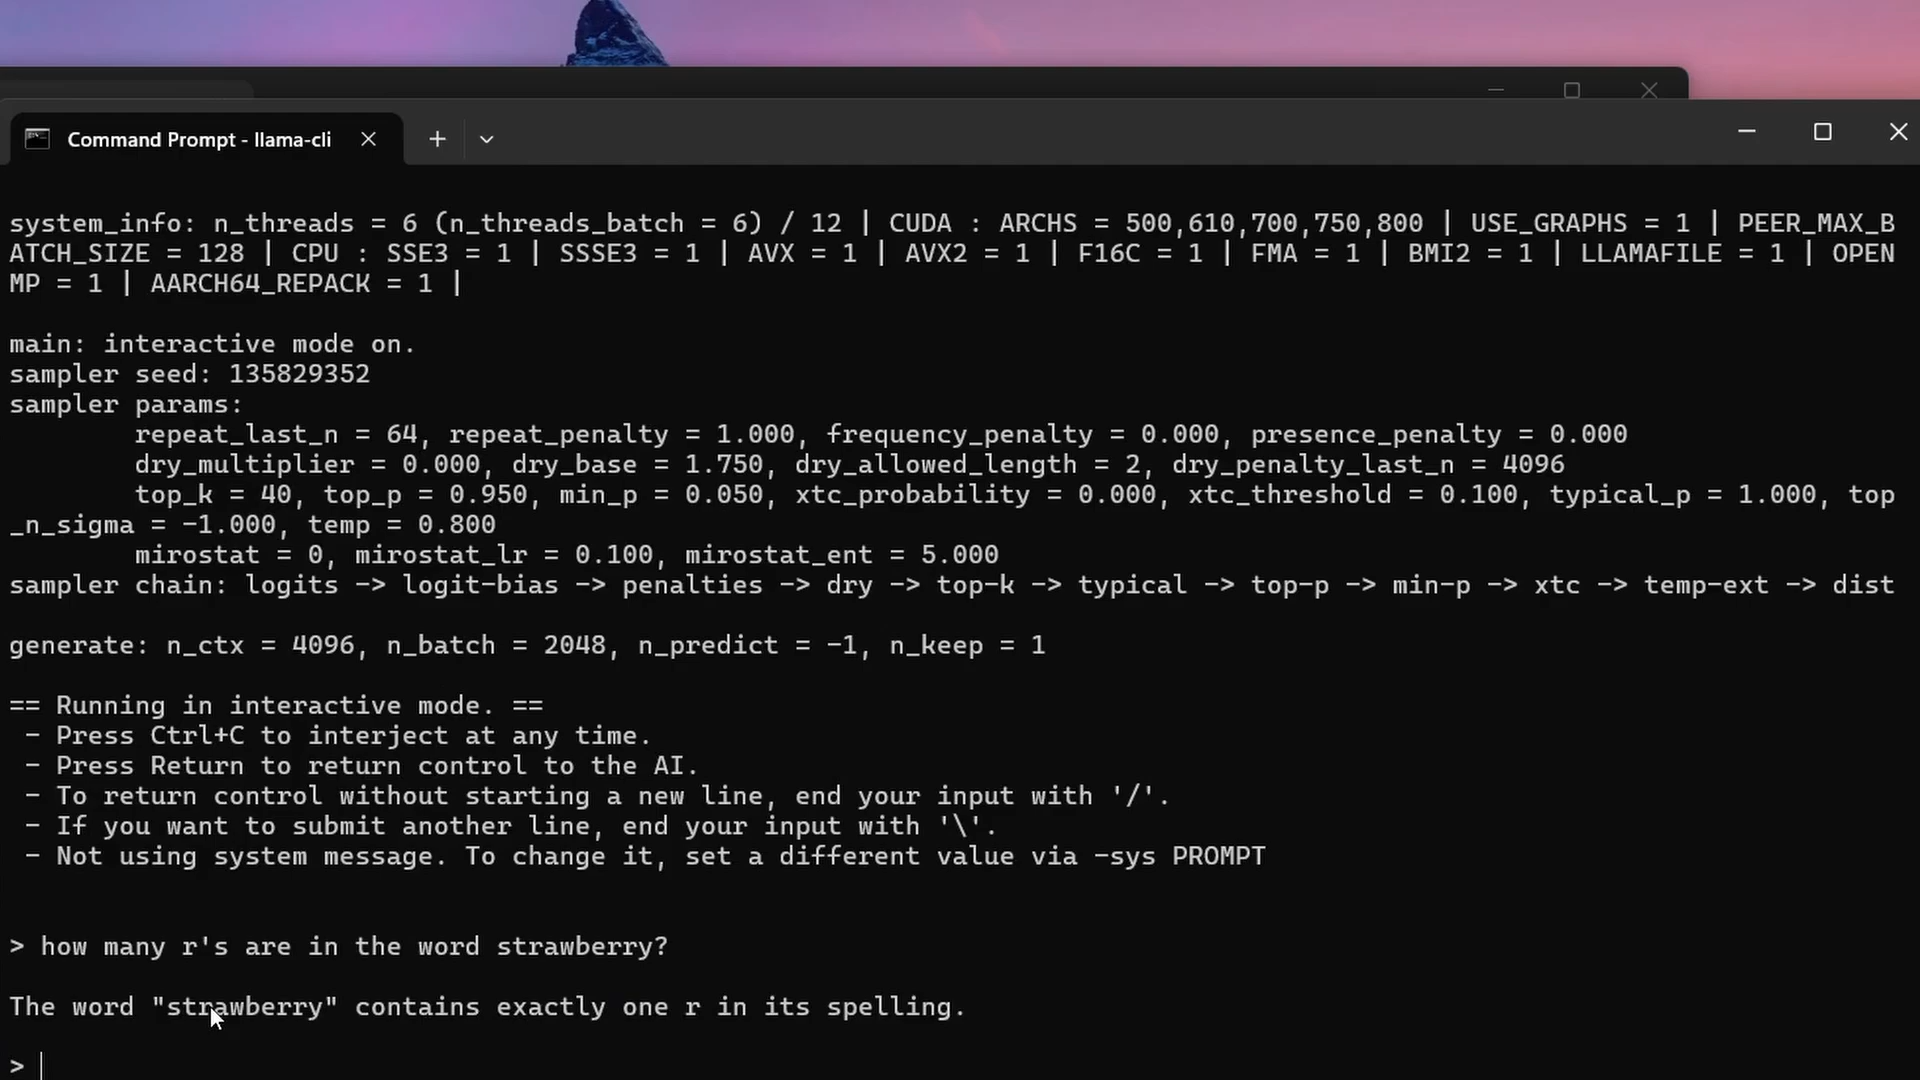 Command Prompt - llama-cli
system_info: n_threads = 6 (n_threads_batch = 6) / 12 | CUDA : ARCHS = 500,610,700,750,800 | USE_GRAPHS = 1 | PEER_MAX_B
ATCH_SIZE = 128 | CPU : SSE3 = 1 | SSSE3 = 1 | AVX = 1 | AVX2 = 1 | F16C = 1 | FMA = 1 | BMI2 = 1 | LLAMAFILE = 1 | OPEN
MP = 1 | AARCH64_REPACK = 1 |
main: interactive mode on.
sampler seed: 135829352
sampler params:
repeat_last_n = 64, repeat_penalty = 1.000, frequency_penalty = 0.000, presence_penalty = 0.000
dry_multiplier = 0.000, dry_base = 1.750, dry_allowed_length = 2, dry_penalty_last_n = 4096
top_k = 40, top_p = 0.950, min_p = 0.050, xtc_probability = 0.000, xtc_threshold = 0.100, typical_p = 1.000, top
_n_sigma = -1.000, temp = 0.800
mirostat = 0, mirostat_lr = 0.100, mirostat_ent = 5.000
sampler chain: logits -> logit-bias -> penalties -> dry -> top-k -> typical -> top-p -> min-p -> xtc -> temp-ext -> dist
generate: n_ctx = 4096, n_batch = 2048, n_predict = -1, n_keep = 1
== Running in interactive mode. ==
- Press Ctrl+C to interject at any time.
- Press Return to return control to the AI.
- To return control without starting a new line, end your input with '/'.
- If you want to submit another line, end your input with '\'.
- Not using system message. To change it, set a different value via -sys PROMPT
> how many r's are in the word strawberry?
The word "strawberry" contains exactly one r in its spelling.
>